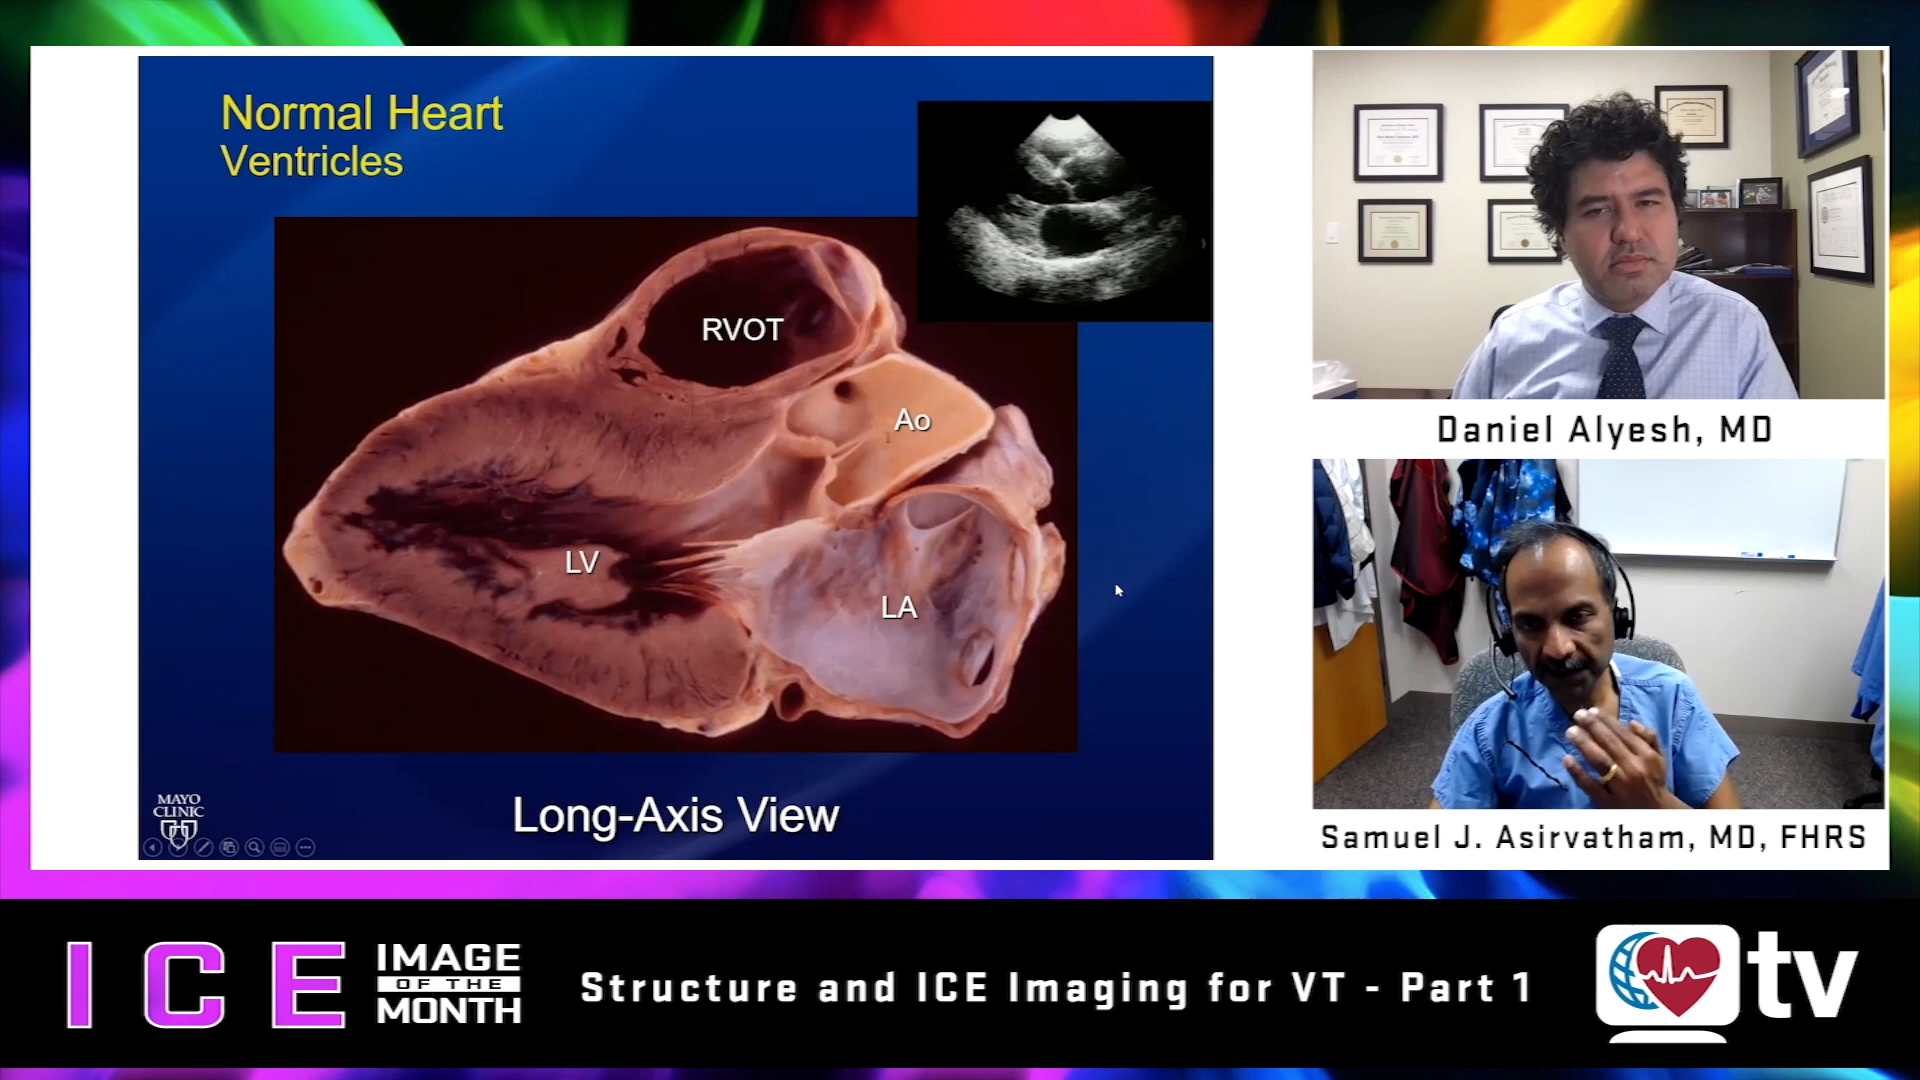 Normal Heart
Ventricles
RVOT
Ao
LV
LA
Long-Axis View
MAYO
CLINIC
Daniel Alyesh, MD
Samuel J. Asirvatham, MD, FHRS
ICE
IMAGE
OF THE
MONTH
Structure and ICE Imaging for VT - Part 1
tv